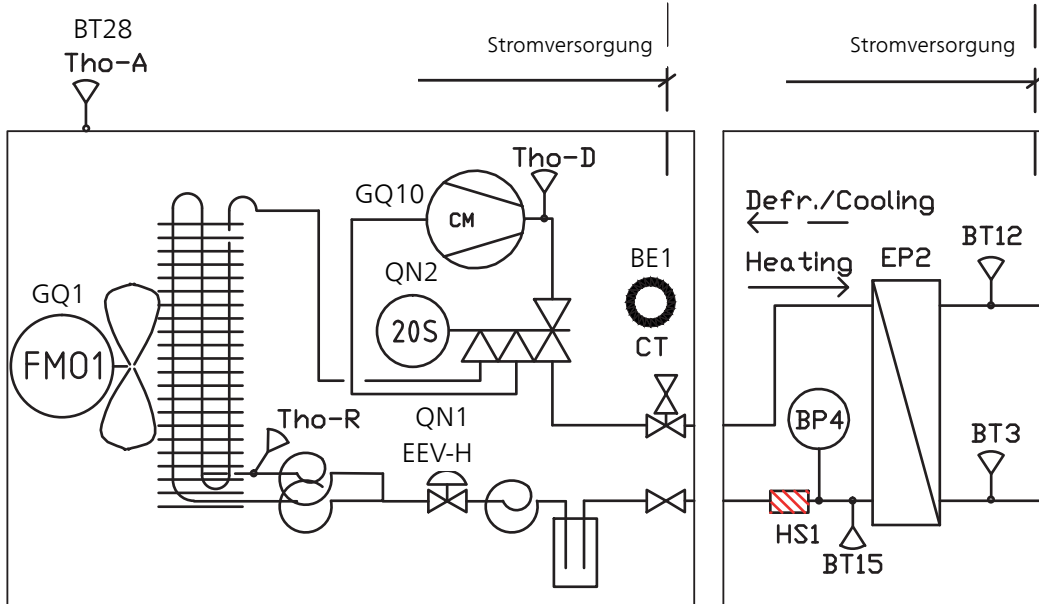 BT28
Tho-A
Stromversorgung
Stromversorgung
Tho-D
GQ10
CM
QN2
20S
GQ1
FM01
BE1
CT
Tho-R
QN1
EEV-H
Defr./Cooling
Heating
EP2
BT12
BP4
BT3
HS1
BT15